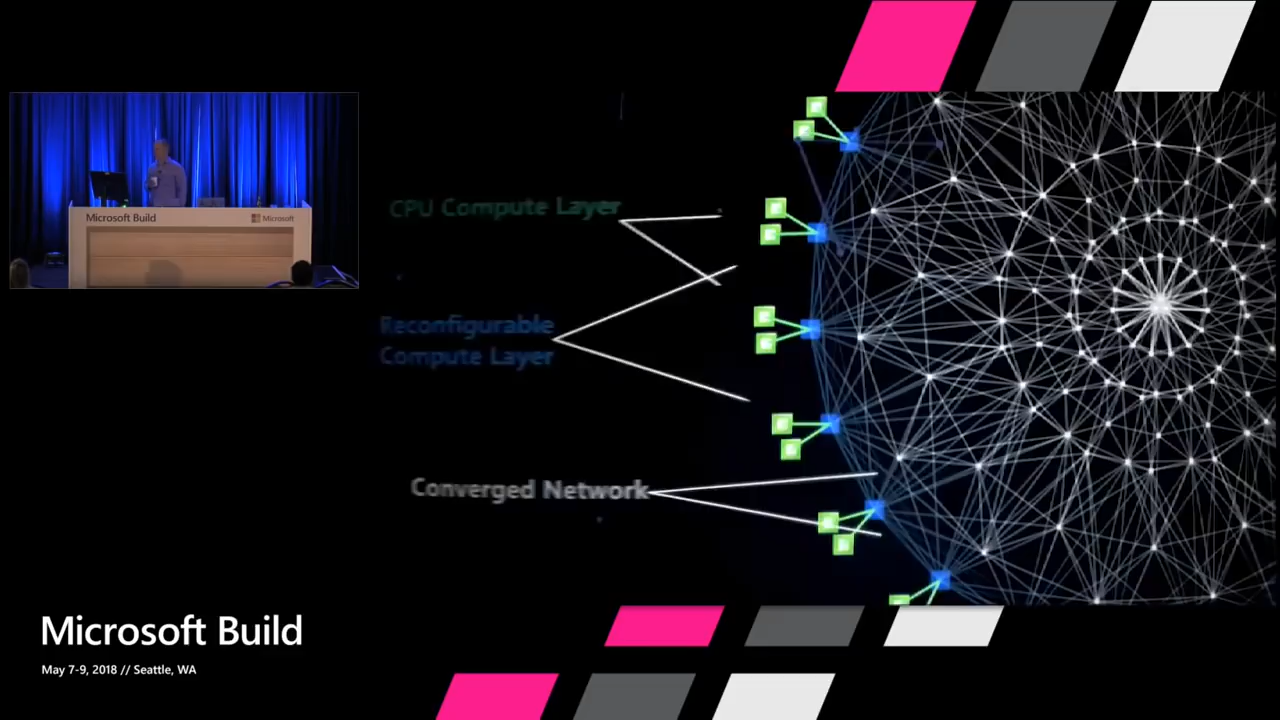 Microsoft Build
Microsoft
CPU Compute Layer
Reconfigurable
Compute Layer
Converged Network
Microsoft Build
May 7-9, 2018 // Seattle, WA